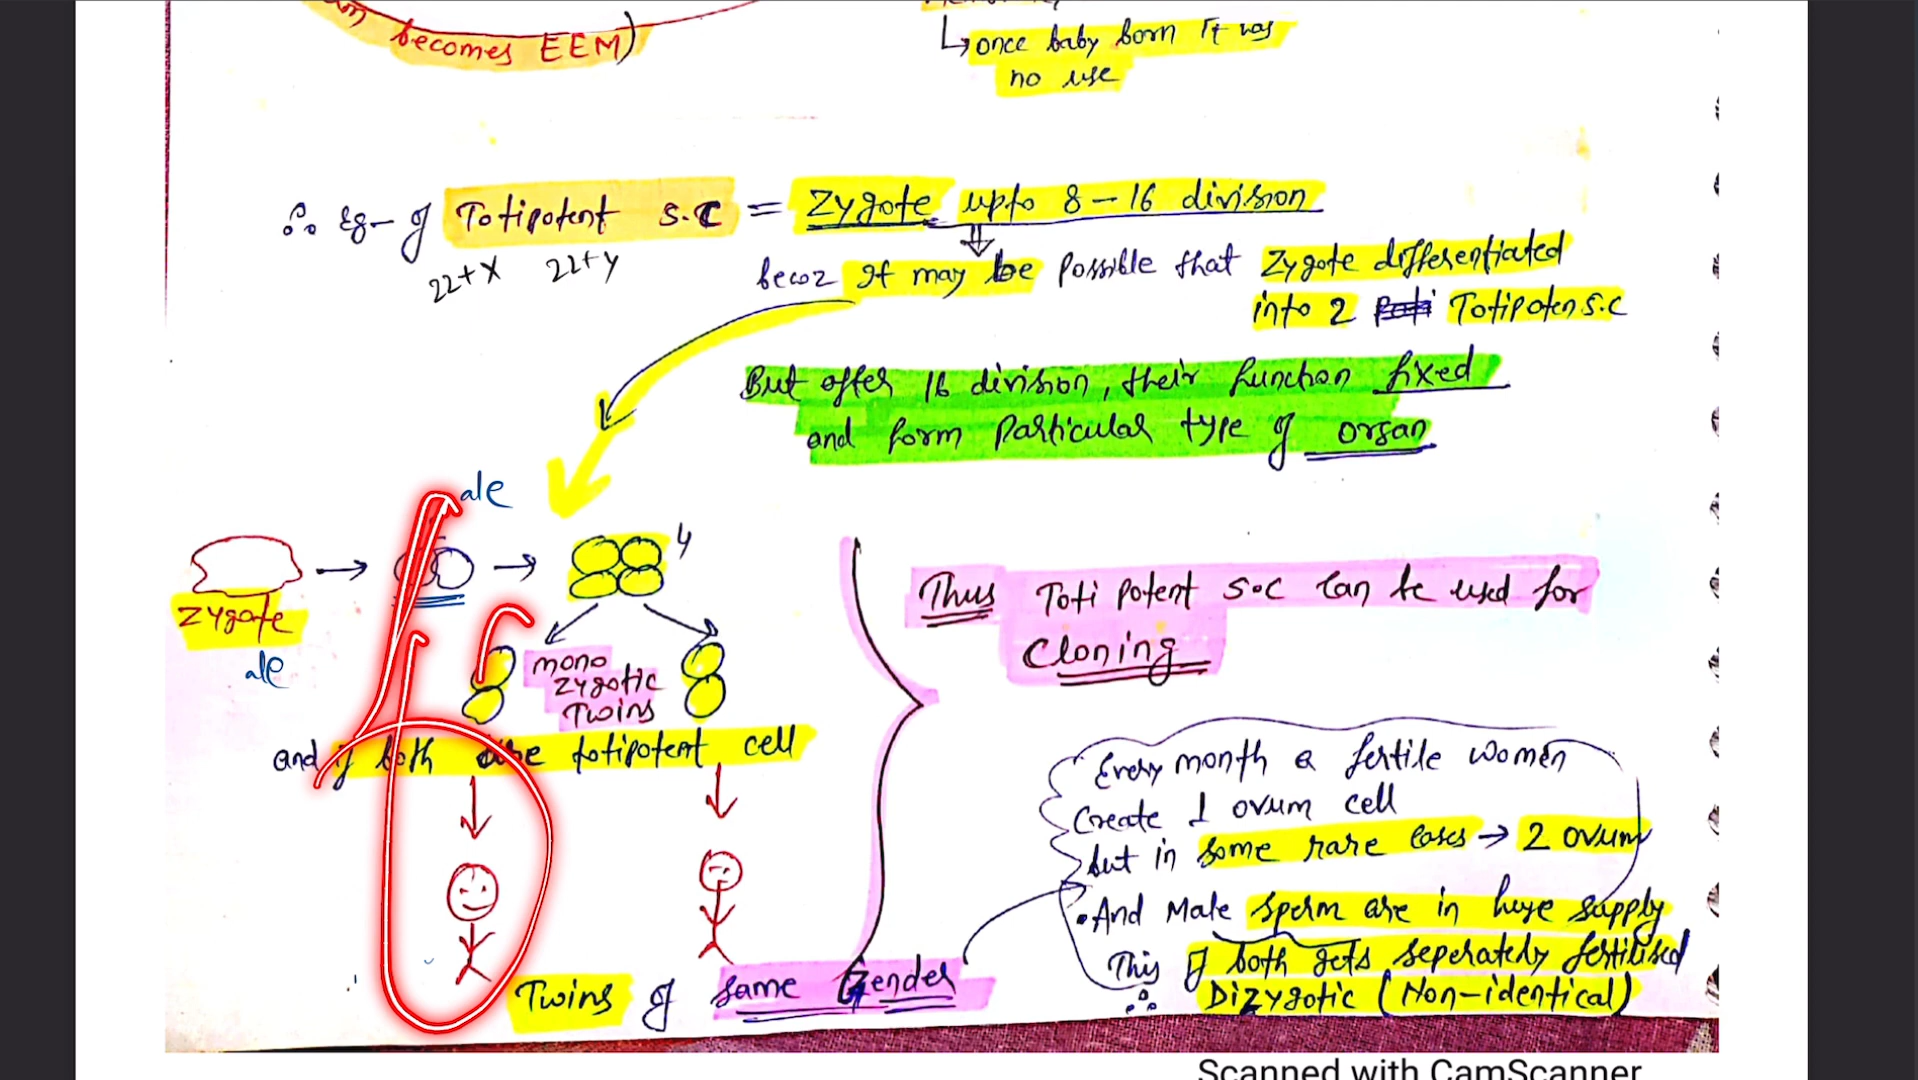 becomes EEM)
↳ once baby born it has
no use
∴ Eg- of Totipotent S.C = Zygote upto 8-16 division
22+X 22+Y
becoz It may be possible that Zygote differentiated
into 2 Totipoten S.C
But after 16 division, their function fixed
and form particular type of organ
ale
4
Zygote
ale
mono
zygotic
Twins
and if both are totipotent cell
Thus Toti potent s.c can be used for
Cloning
Every month a fertile women
Create 1 ovum cell
but in some rare cases → 2 ovum
• And Male sperm are in huge supply
This if both gets seperately fertilised
∴ Dizygotic (Non-identical)
Twins of same Gender
Scanned with CamScanner